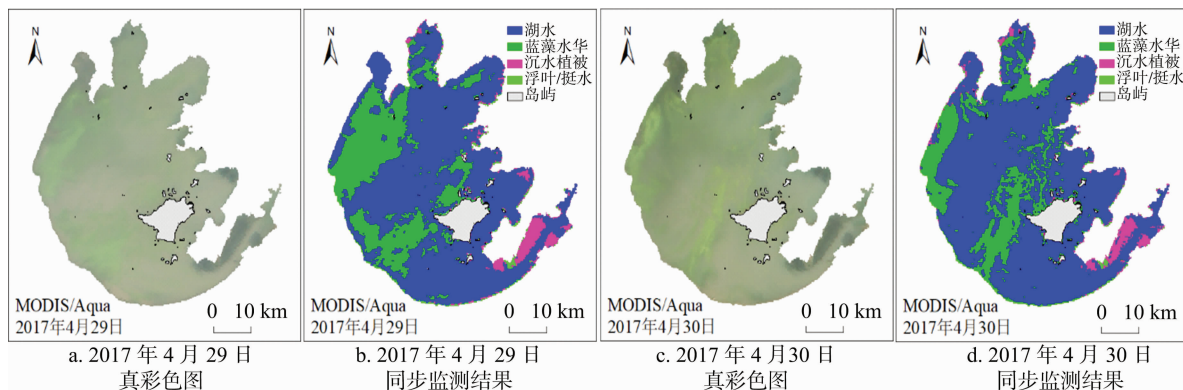 N
MODIS/Aqua
2017年4月29日
0 10 km
a. 2017 年 4 月 29 日
真彩色图
N
湖水
蓝藻水华
沉水植被
浮叶/挺水
岛屿
MODIS/Aqua
2017年4月29日
0 10 km
b. 2017 年 4 月 29 日
同步监测结果
N
MODIS/Aqua
2017年4月30日
0 10 km
c. 2017 年 4 月30 日
真彩色图
N
湖水
蓝藻水华
沉水植被
浮叶/挺水
岛屿
MODIS/Aqua
2017年4月30日
0 10 km
d. 2017 年 4 月 30 日
同步监测结果